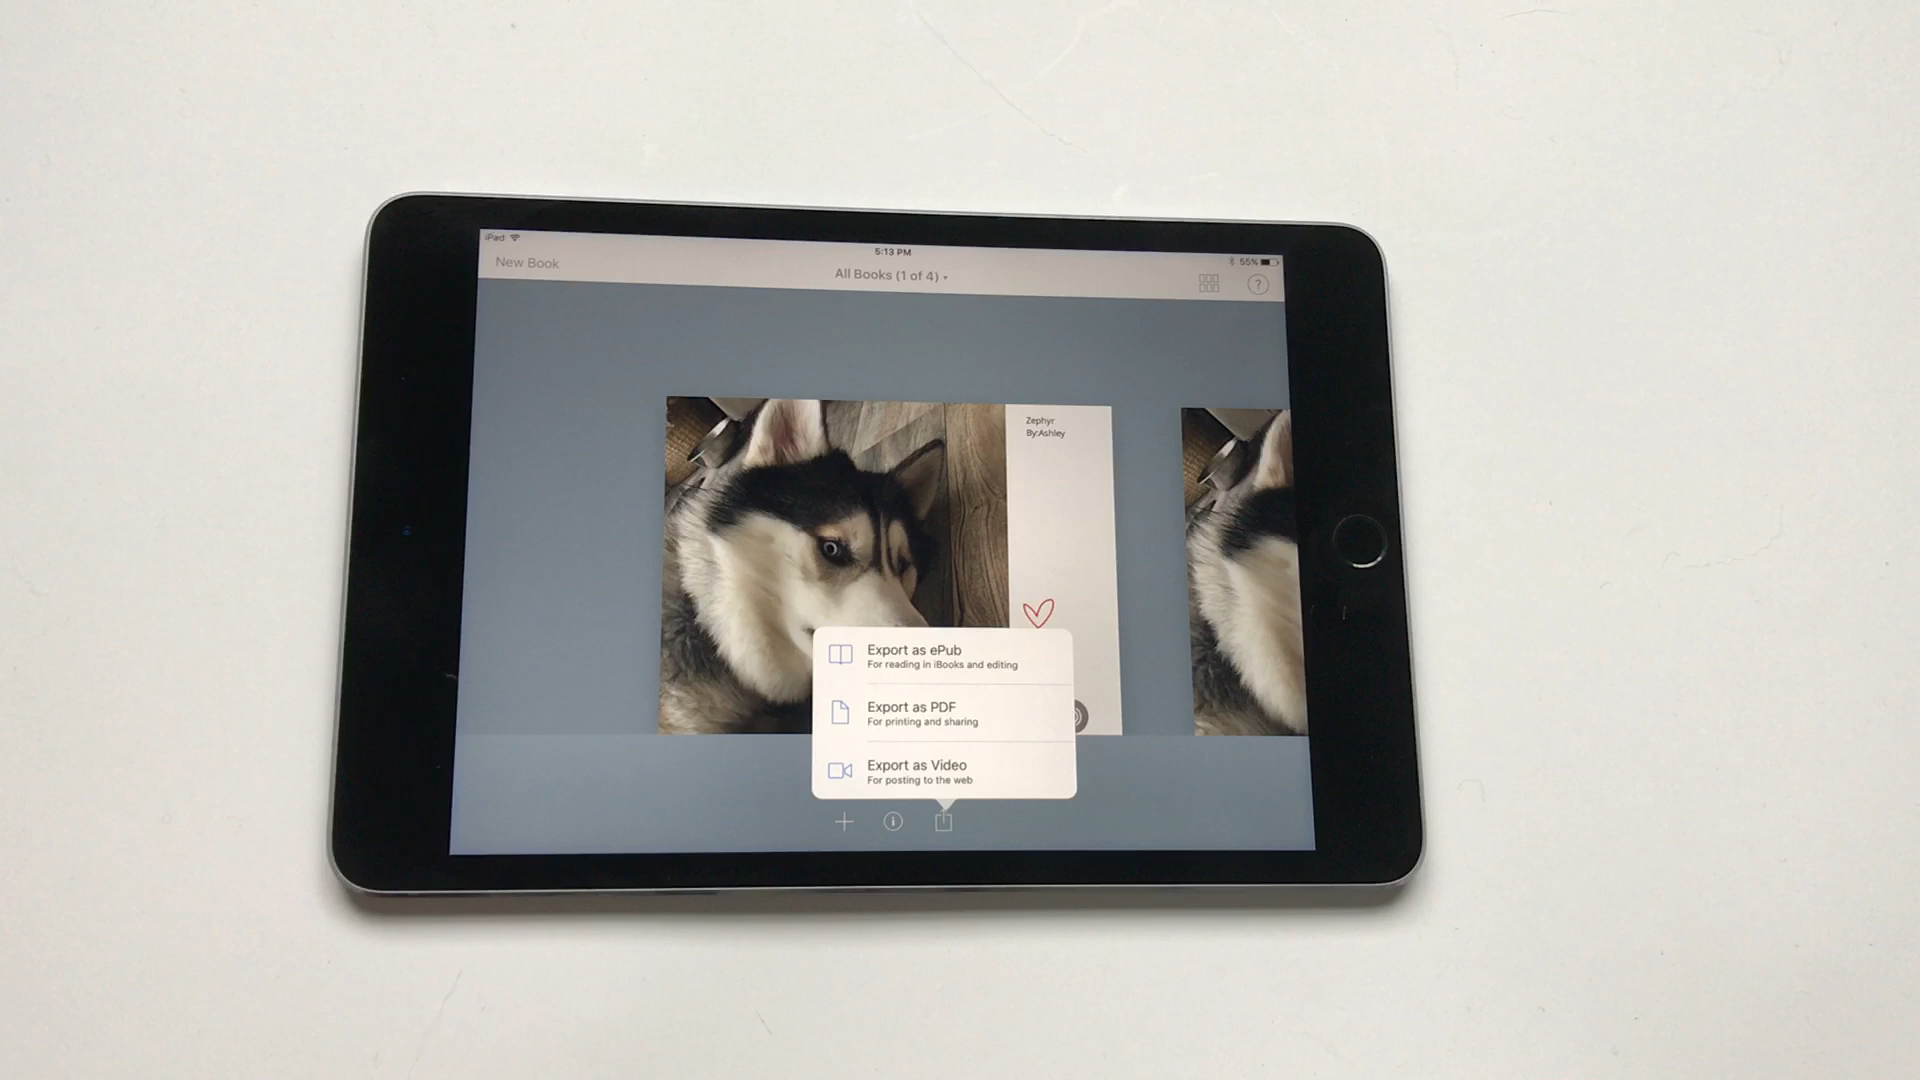 iPad
5:13 PM
55%
New Book
All Books (1 of 4)
?
Zephyr
By:Ashley
Export as ePub
For reading in iBooks and editing
Export as PDF
For printing and sharing
Export as Video
For posting to the web